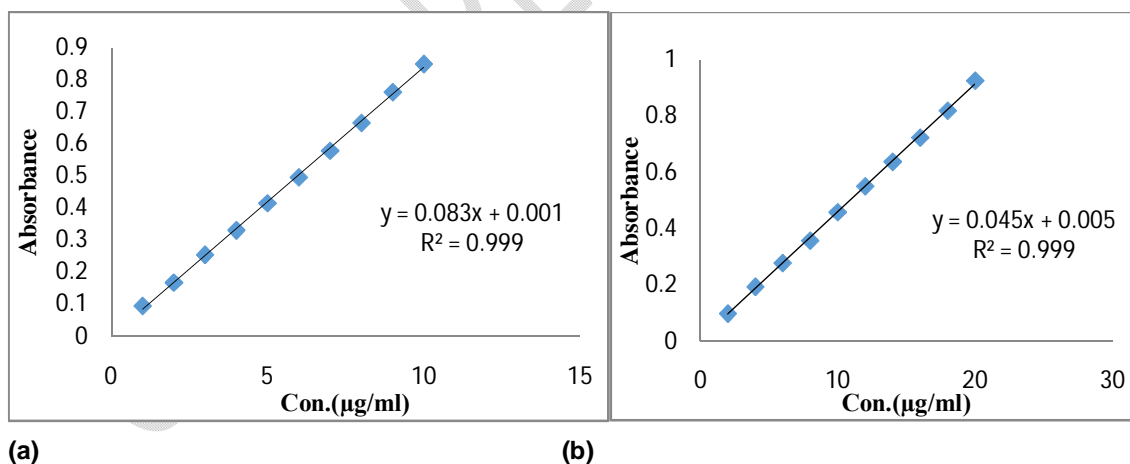 0.9
0.8
0.7
0.6
0.5
0.4
0.3
0.2
0.1
0
Absorbance
y = 0.083x + 0.001
R² = 0.999
0 5 10 15
Con.(µg/ml)
1
0.8
0.6
0.4
0.2
0
Absorbance
y = 0.045x + 0.005
R² = 0.999
0 10 20 30
Con.(µg/ml)
(a) (b)